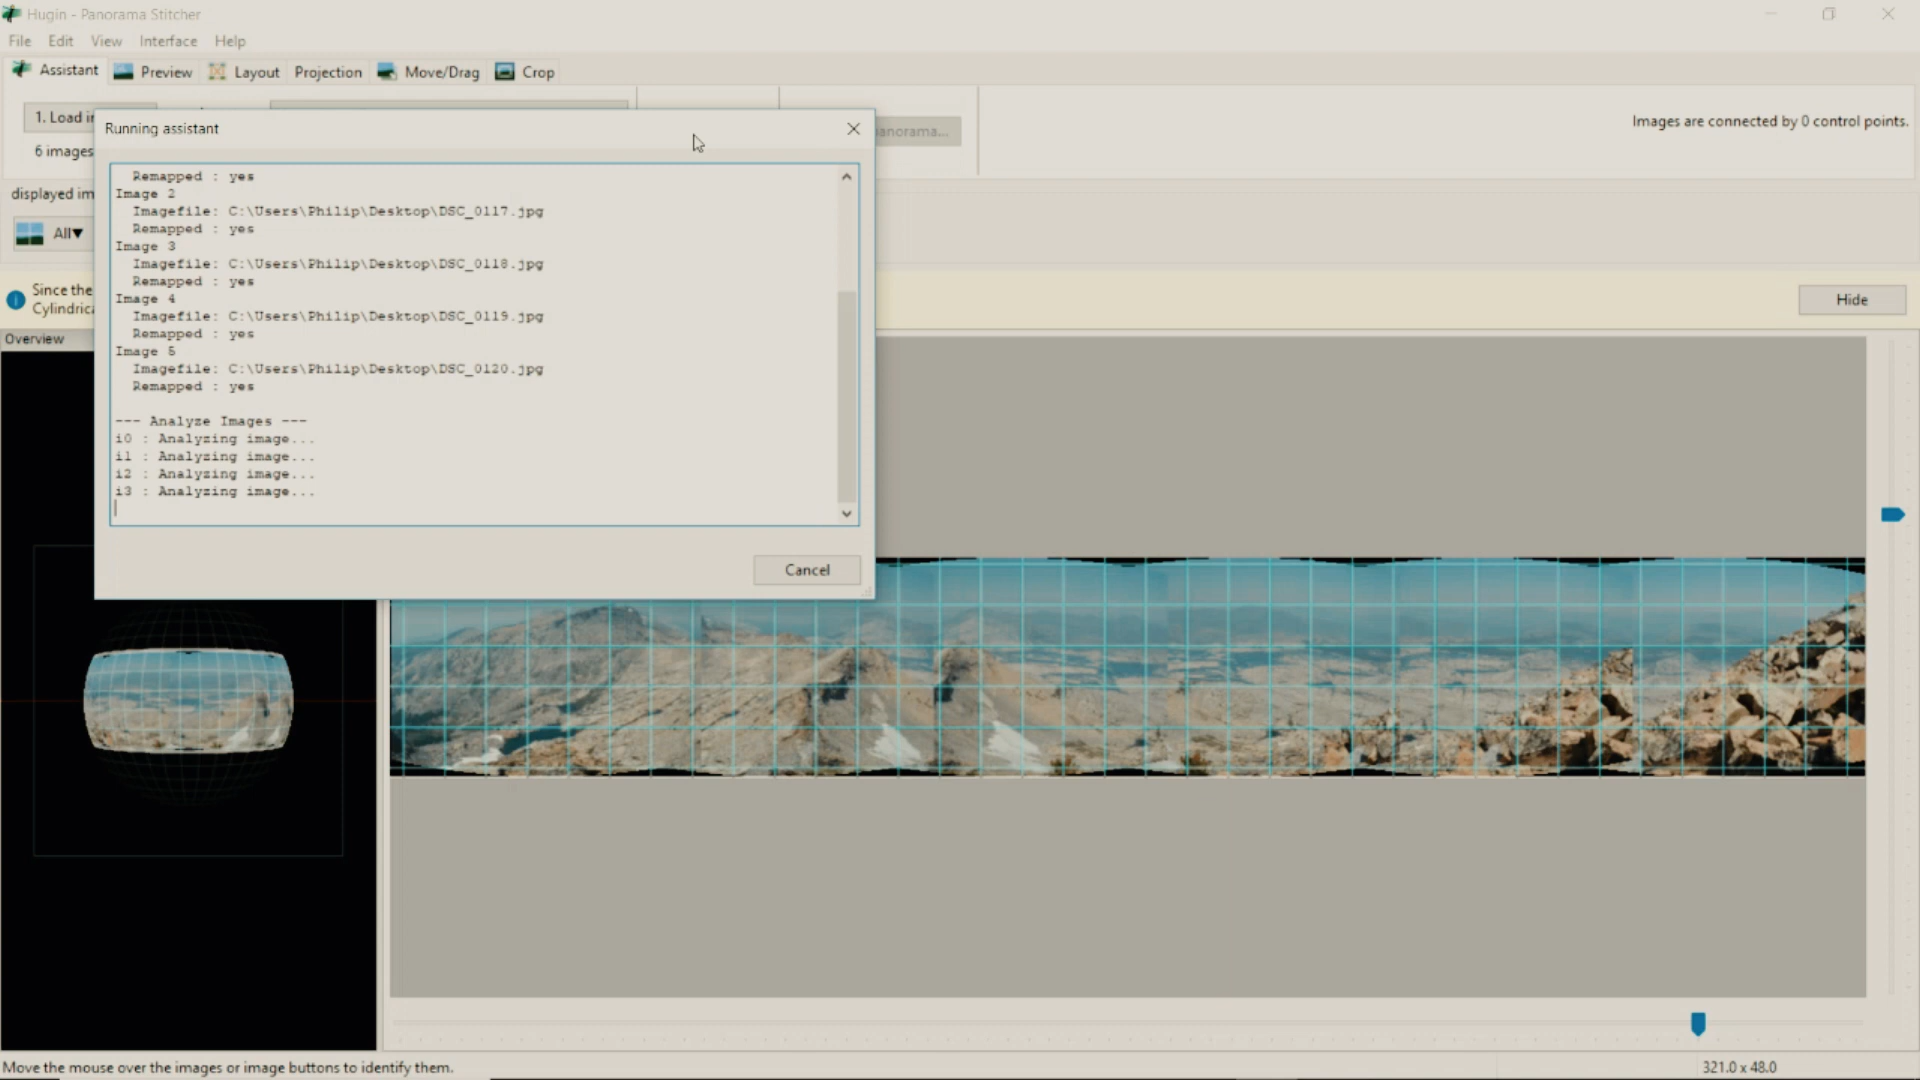 Hugin - Panorama Stitcher
File Edit View Interface Help
Assistant Preview Layout Projection Move/Drag Crop
1. Load
anorama...
Images are connected by 0 control points.
6 images
displayed
All▼
Since the
Hide
Overview
Running assistant
Remapped : yes
Image 2
Imagefile: C:\Users\Philip\Desktop\DSC_0117.jpg
Remapped : yes
Image 3
Imagefile: C:\Users\Philip\Desktop\DSC_0118.jpg
Remapped : yes
Image 4
Imagefile: C:\Users\Philip\Desktop\DSC_0119.jpg
Remapped : yes
Image 5
Imagefile: C:\Users\Philip\Desktop\DSC_0120.jpg
Remapped : yes
--- Analyze Images ---
i0 : Analyzing image...
i1 : Analyzing image...
i2 : Analyzing image...
i3 : Analyzing image...
Cancel
Move the mouse over the images or image buttons to identify them.
321.0 x 48.0